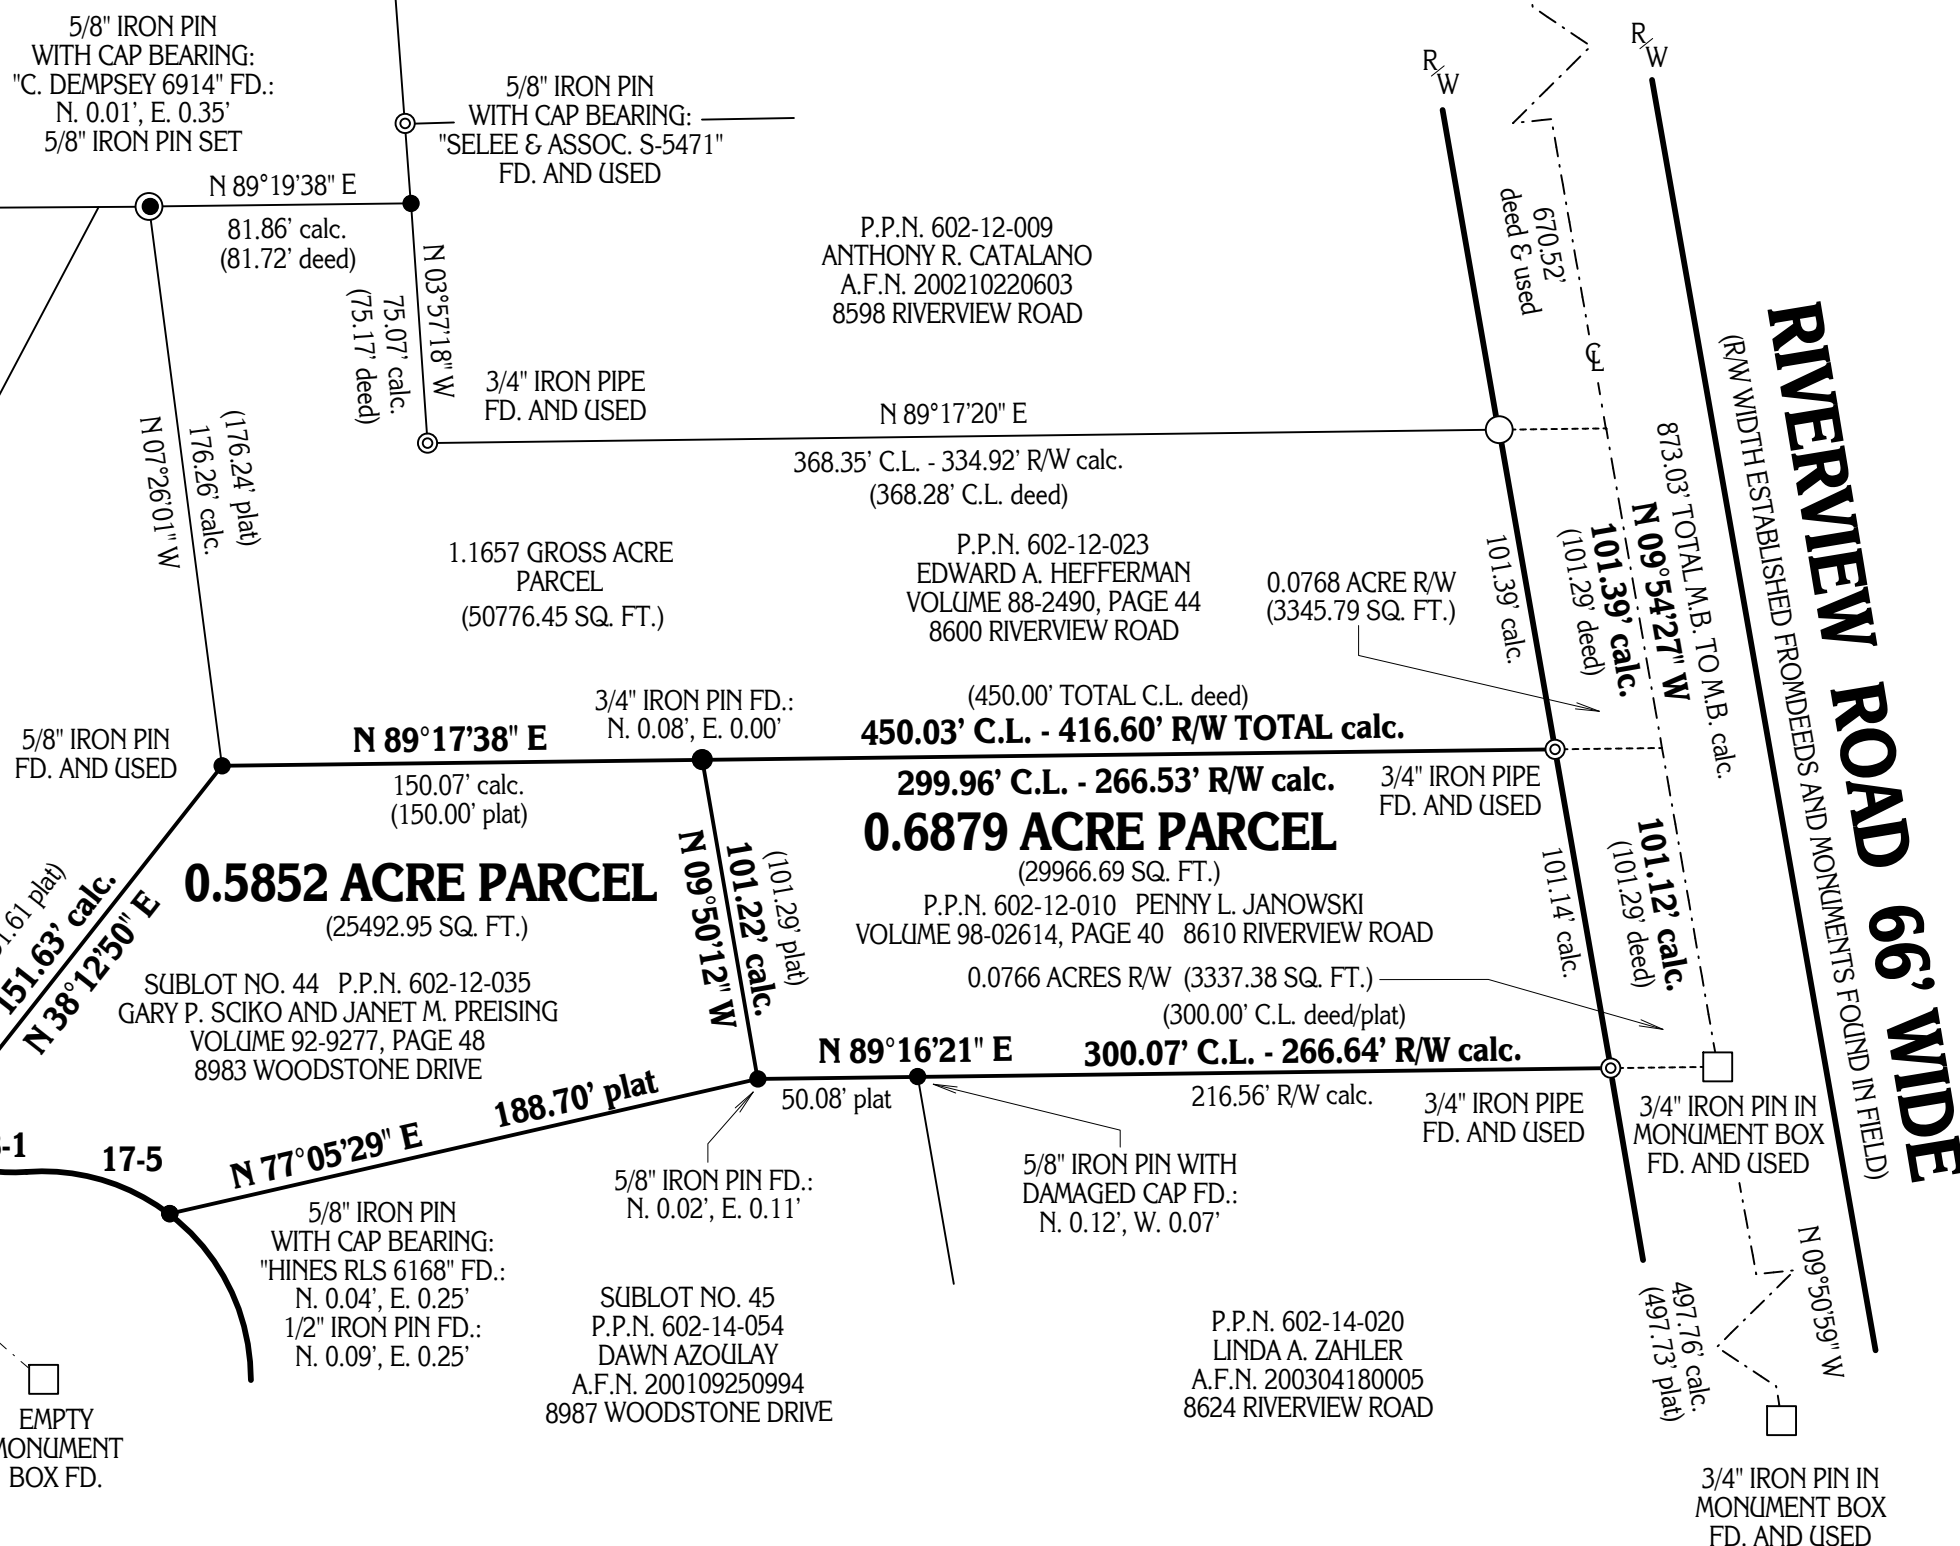 5/8" IRON PIN
WITH CAP BEARING:
"C. DEMPSEY 6914" FD.:
N. 0.01', E. 0.35'
5/8" IRON PIN SET
5/8" IRON PIN
WITH CAP BEARING:
"SELEE & ASSOC. S-5471"
FD. AND USED
R/W
R/W
N 89°19'38" E
81.86' calc.
(81.72' deed)
N 03°57'18" W
75.07' calc.
(75.17' deed)
P.P.N. 602-12-009
ANTHONY R. CATALANO
A.F.N. 200210220603
8598 RIVERVIEW ROAD
670.52'
deed & used
CL
3/4" IRON PIPE
FD. AND USED
N 89°17'20" E
368.35' C.L. - 334.92' R/W calc.
(368.28' C.L. deed)
(176.24' plat)
176.26' calc.
N 07°26'01" W
1.1657 GROSS ACRE
PARCEL
(50776.45 SQ. FT.)
P.P.N. 602-12-023
EDWARD A. HEFFERMAN
VOLUME 88-2490, PAGE 44
8600 RIVERVIEW ROAD
0.0768 ACRE R/W
(3345.79 SQ. FT.)
101.39' calc.
873.03' TOTAL M.B. TO M.B. calc.
N 09°54'27" W
101.39' calc.
(101.29' deed)
RIVERVIEW ROAD 66' WIDE
(R/W WIDTH ESTABLISHED FROMDEEDS AND MONUMENTS FOUND IN FIELD)
5/8" IRON PIN
FD. AND USED
N 89°17'38" E
150.07' calc.
(150.00' plat)
3/4" IRON PIN FD.:
N. 0.08', E. 0.00'
(450.00' TOTAL C.L. deed)
450.03' C.L. - 416.60' R/W TOTAL calc.
299.96' C.L. - 266.53' R/W calc.
3/4" IRON PIPE
FD. AND USED
0.6879 ACRE PARCEL
(29966.69 SQ. FT.)
P.P.N. 602-12-010 PENNY L. JANOWSKI
VOLUME 98-02614, PAGE 40 8610 RIVERVIEW ROAD
0.0766 ACRES R/W (3337.38 SQ. FT.)
(300.00' C.L. deed/plat)
101.14' calc.
101.12' calc.
(101.29' deed)
0.5852 ACRE PARCEL
(25492.95 SQ. FT.)
SUBLOT NO. 44 P.P.N. 602-12-035
GARY P. SCIKO AND JANET M. PREISING
VOLUME 92-9277, PAGE 48
8983 WOODSTONE DRIVE
(101.29' plat)
101.22' calc.
N 09°50'12" W
1.61 plat)
151.63' calc.
N 38°12'50" E
N 89°16'21" E
300.07' C.L. - 266.64' R/W calc.
50.08' plat
216.56' R/W calc.
3/4" IRON PIPE
FD. AND USED
3/4" IRON PIN IN
MONUMENT BOX
FD. AND USED
188.70' plat
N 77°05'29" E
-1
17-5
5/8" IRON PIN FD.:
N. 0.02', E. 0.11'
5/8" IRON PIN WITH
DAMAGED CAP FD.:
N. 0.12', W. 0.07'
5/8" IRON PIN
WITH CAP BEARING:
"HINES RLS 6168" FD.:
N. 0.04', E. 0.25'
1/2" IRON PIN FD.:
N. 0.09', E. 0.25'
SUBLOT NO. 45
P.P.N. 602-14-054
DAWN AZOULAY
A.F.N. 200109250994
8987 WOODSTONE DRIVE
P.P.N. 602-14-020
LINDA A. ZAHLER
A.F.N. 200304180005
8624 RIVERVIEW ROAD
N 09°50'59" W
497.76' calc.
(497.73' plat)
EMPTY
MONUMENT
BOX FD.
3/4" IRON PIN IN
MONUMENT BOX
FD. AND USED